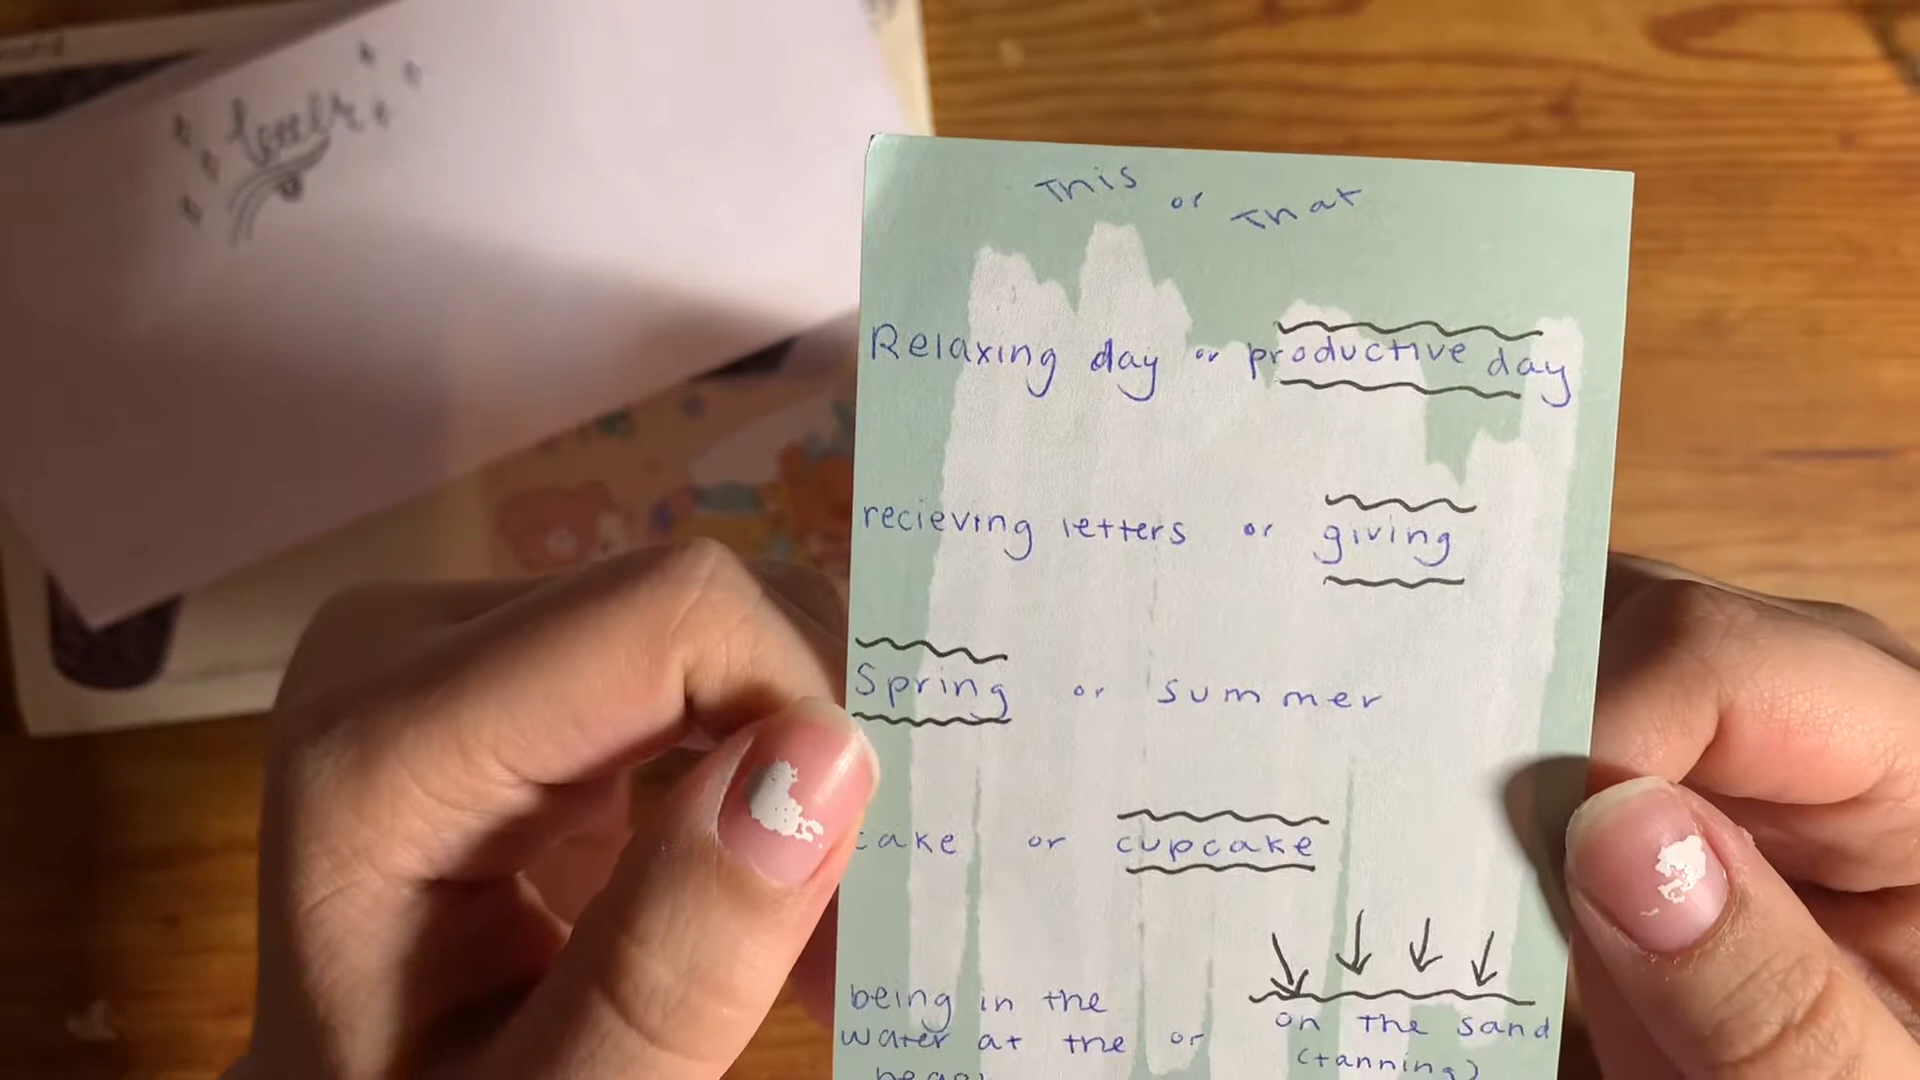 This or That
Relaxing day or productive day
recieving letters or giving
Spring or summer
cake or cupcake
being in the
water at the or on the sand
(tanning)